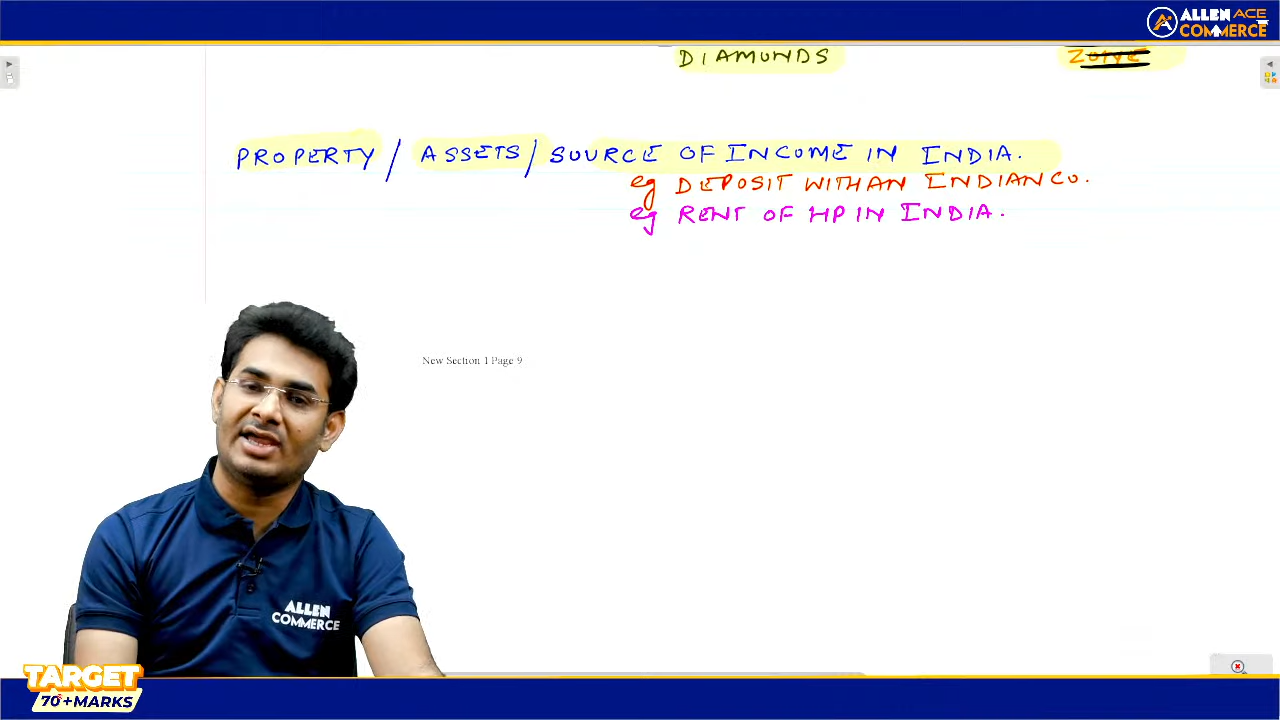 ALLEN ACE
COMMERCE
DIAMONDS
ZONE
PROPERTY / ASSETS / SOURCE OF INCOME IN INDIA.
eg DEPOSIT WITH AN INDIAN CO.
eg RENT OF HP IN INDIA.
New Section 1 Page 9
ALLEN
COMMERCE
TARGET
70+MARKS